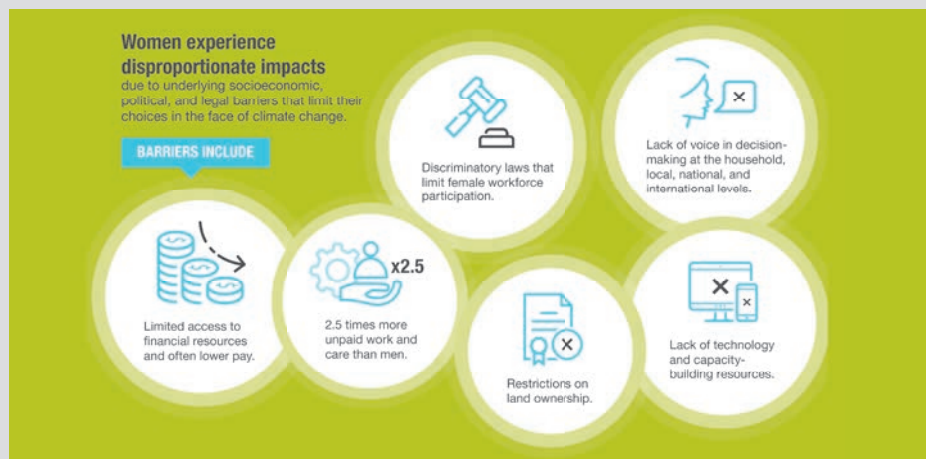 Women experience
disproportionate impacts
due to underlying socioeconomic,
political, and legal barriers that limit their
choices in the face of climate change.
BARRIERS INCLUDE
Limited access to
financial resources
and often lower pay.
x2.5
2.5 times more
unpaid work and
care than men.
Discriminatory laws that
limit female workforce
participation.
Restrictions on
land ownership.
Lack of voice in decision-
making at the household,
local, national, and
international levels.
Lack of technology
and capacity-
building resources.